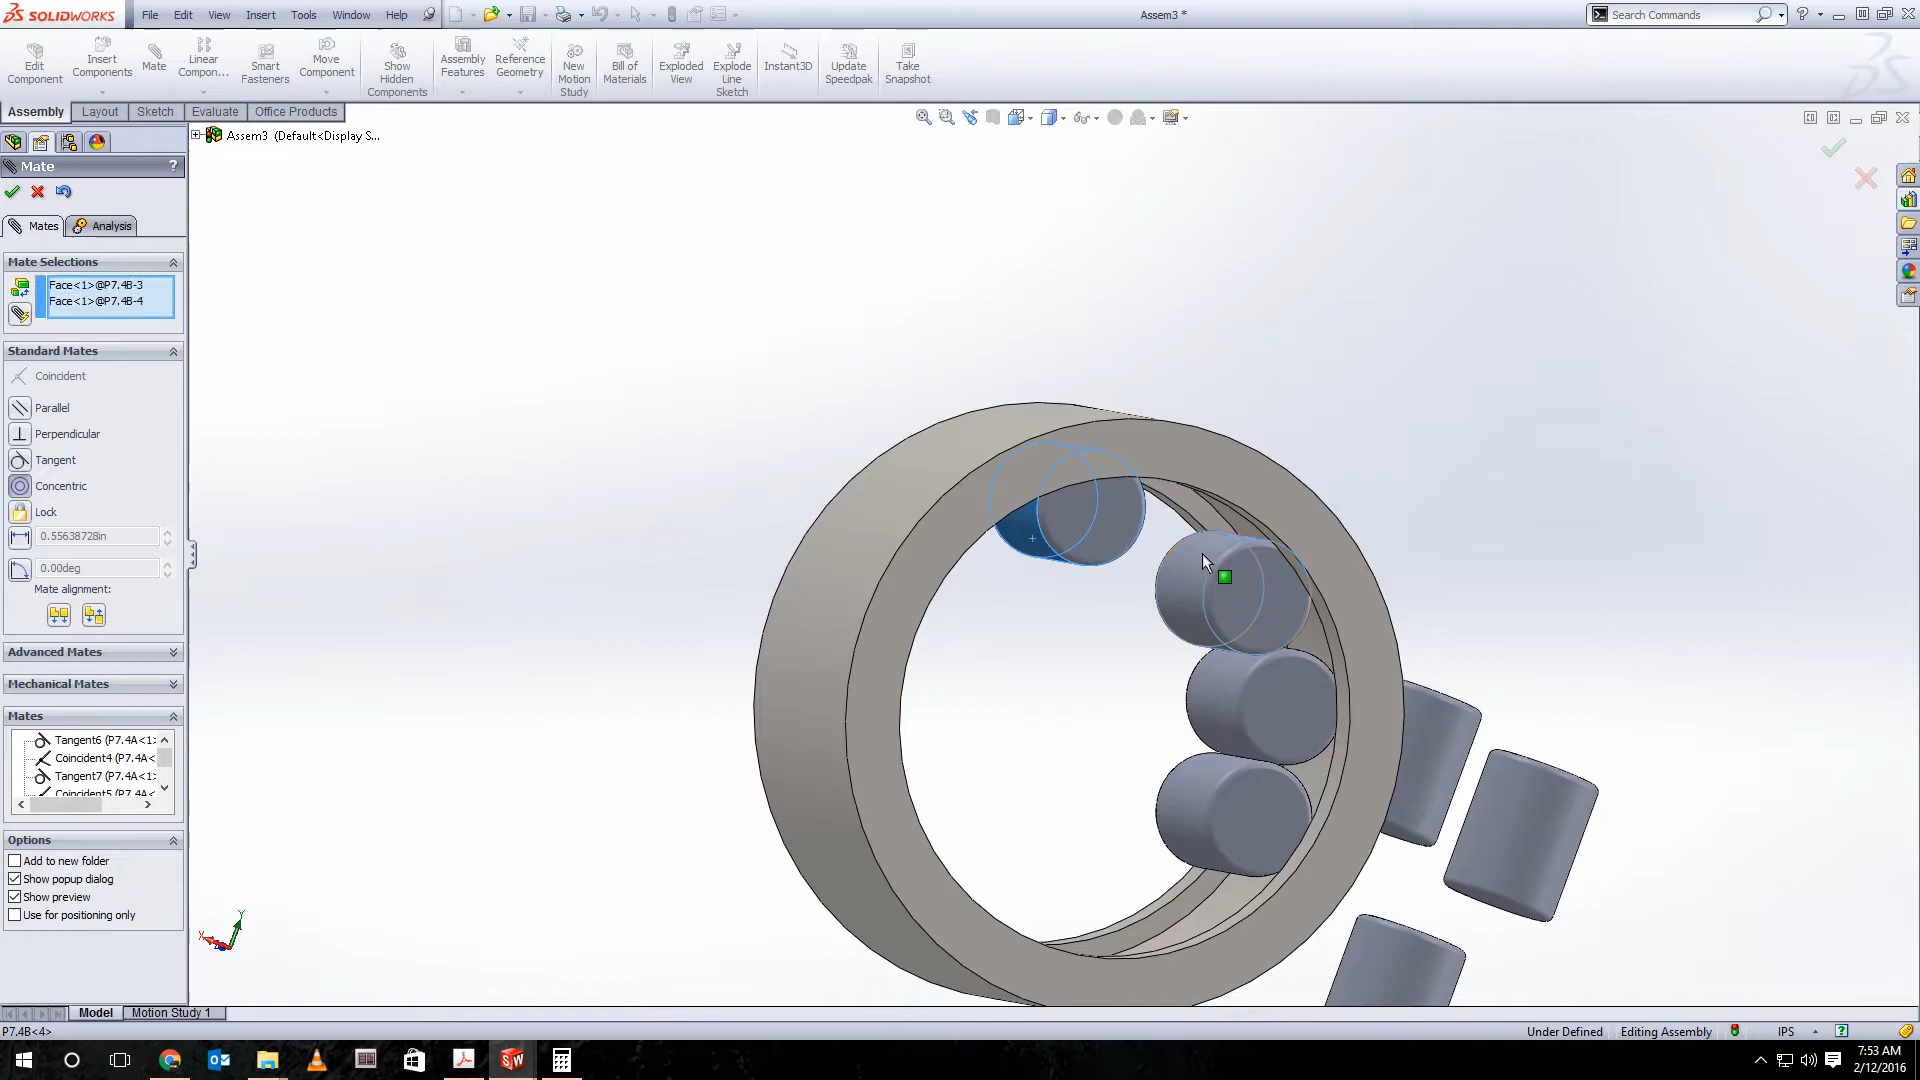 SOLIDWORKS File Edit View Insert Tools Window Help Assem3 * Search Commands
Edit Component Insert Components Mate Linear Compon... Smart Fasteners Move Component Show Hidden Components Assembly Features Reference Geometry New Motion Study Bill of Materials Exploded View Explode Line Sketch Instant3D Update Speedpak Take Snapshot
Assembly Layout Sketch Evaluate Office Products
Assem3 (Default<Display S...
Mate ?
Mates Analysis
Mate Selections
Face<1>@P7.4B-3
Face<1>@P7.4B-4
Standard Mates
Coincident
Parallel
Perpendicular
Tangent
Concentric
Lock
0.55638728in
0.00deg
Mate alignment:
Advanced Mates
Mechanical Mates
Mates
Tangent6 (P7.4A<1>
Coincident4 (P7.4A<
Tangent7 (P7.4A<1>
Coincident5 (P7.4A<
Options
Add to new folder
Show popup dialog
Show preview
Use for positioning only
Y
X
Model Motion Study 1
P7.4B<4> Under Defined Editing Assembly IPS
7:53 AM
2/12/2016